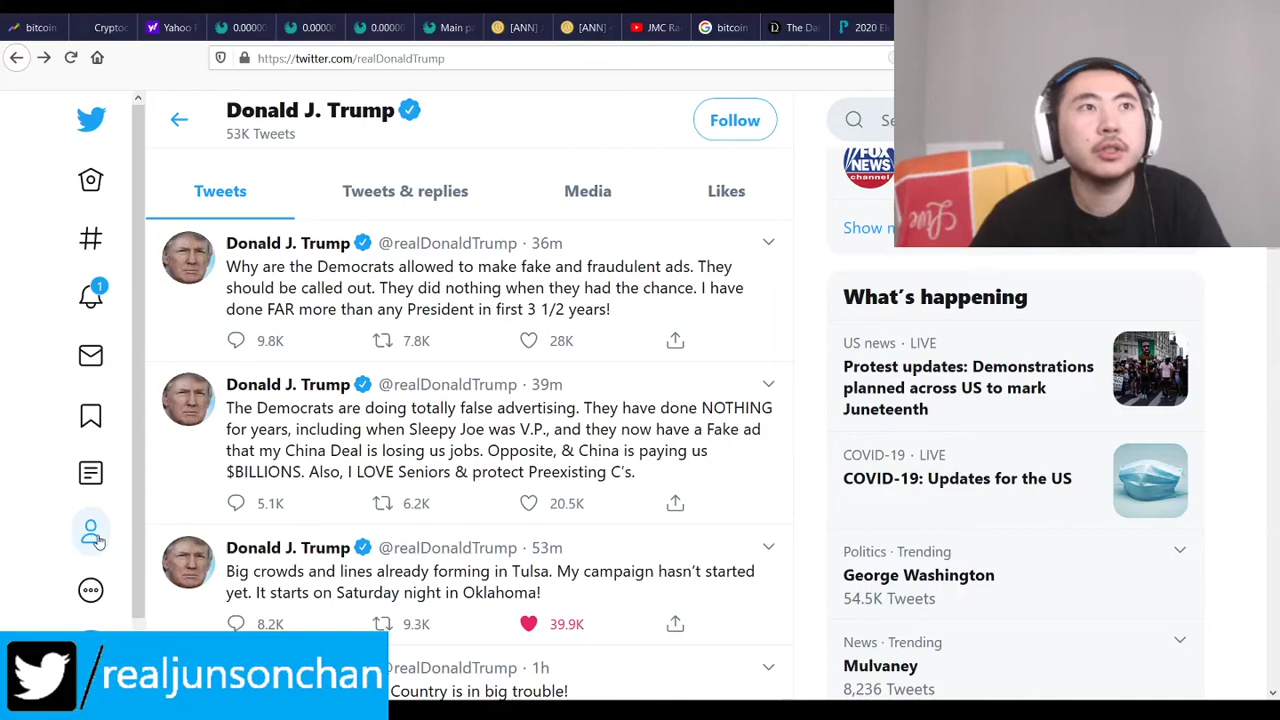 bitcoin
Cryptoc
Yahoo F
0.00000
0.00000
0.00000
Main p
[ANN]
[ANN]
JMC Ra
bitcoin
The Da
2020 El
https://twitter.com/realDonaldTrump
Donald J. Trump
53K Tweets
Follow
Tweets
Tweets & replies
Media
Likes
Donald J. Trump @realDonaldTrump · 36m
Why are the Democrats allowed to make fake and fraudulent ads. They
should be called out. They did nothing when they had the chance. I have
done FAR more than any President in first 3 1/2 years!
9.8K 7.8K 28K
Donald J. Trump @realDonaldTrump · 39m
The Democrats are doing totally false advertising. They have done NOTHING
for years, including when Sleepy Joe was V.P., and they now have a Fake ad
that my China Deal is losing us jobs. Opposite, & China is paying us
$BILLIONS. Also, I LOVE Seniors & protect Preexisting C's.
5.1K 6.2K 20.5K
Donald J. Trump @realDonaldTrump · 53m
Big crowds and lines already forming in Tulsa. My campaign hasn't started
yet. It starts on Saturday night in Oklahoma!
8.2K 9.3K 39.9K
realDonaldTrump · 1h
Country is in big trouble!
1
Se
FOX
NEWS
channel
Show m
What's happening
US news · LIVE
Protest updates: Demonstrations
planned across US to mark
Juneteenth
COVID-19 · LIVE
COVID-19: Updates for the US
Politics · Trending
George Washington
54.5K Tweets
News · Trending
Mulvaney
8,236 Tweets
Live
/realjunsonchan